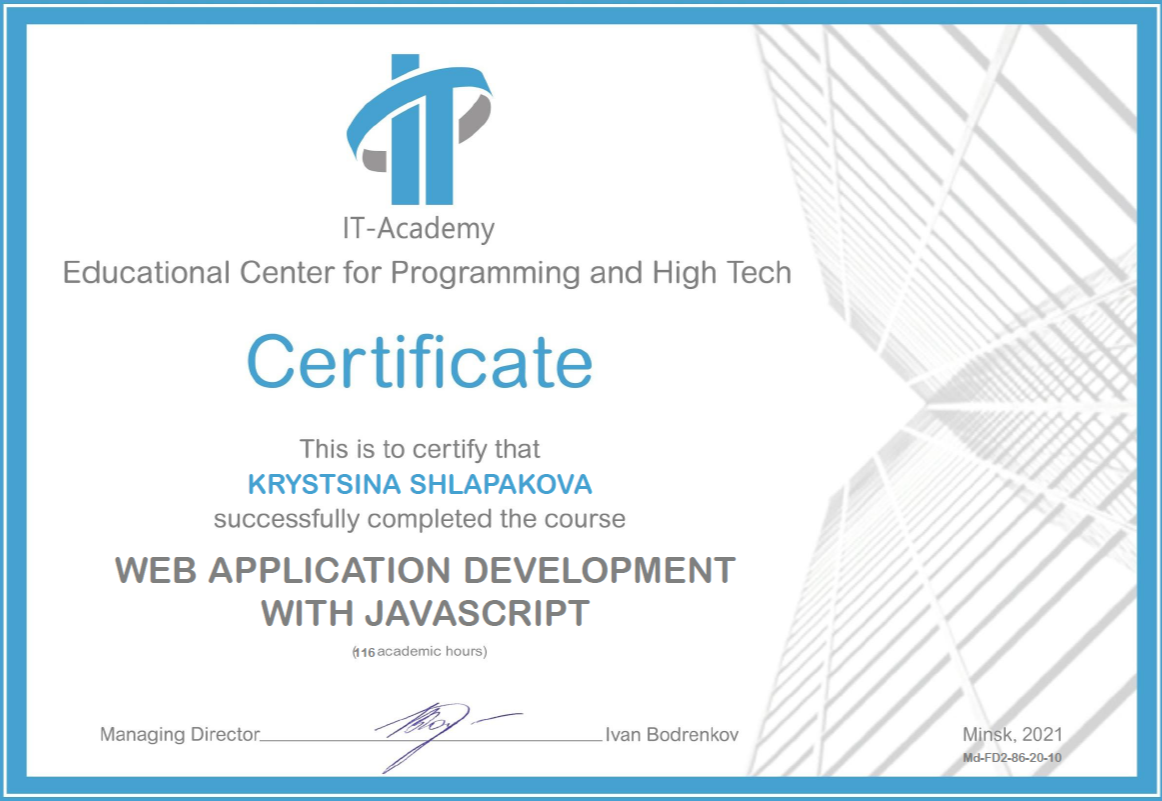 IT-Academy
Educational Center for Programming and High Tech
Certificate
This is to certify that
KRYSTSINA SHLAPAKOVA
successfully completed the course
WEB APPLICATION DEVELOPMENT
WITH JAVASCRIPT
(116 academic hours)
Managing Director Ivan Bodrenkov Minsk, 2021
Md-FD2-86-20-10